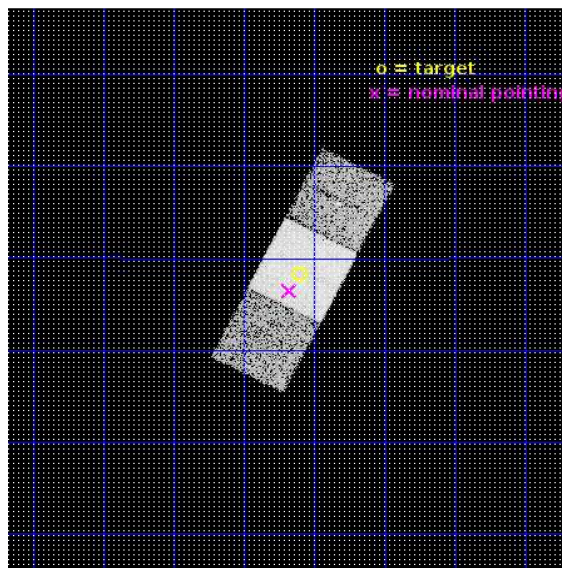 o = target
x = nominal pointing